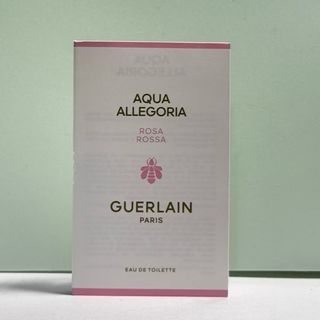 AQUA
ALLEGORIA
ROSA
ROSSA
GUERLAIN
PARIS
EAU DE TOILETTE